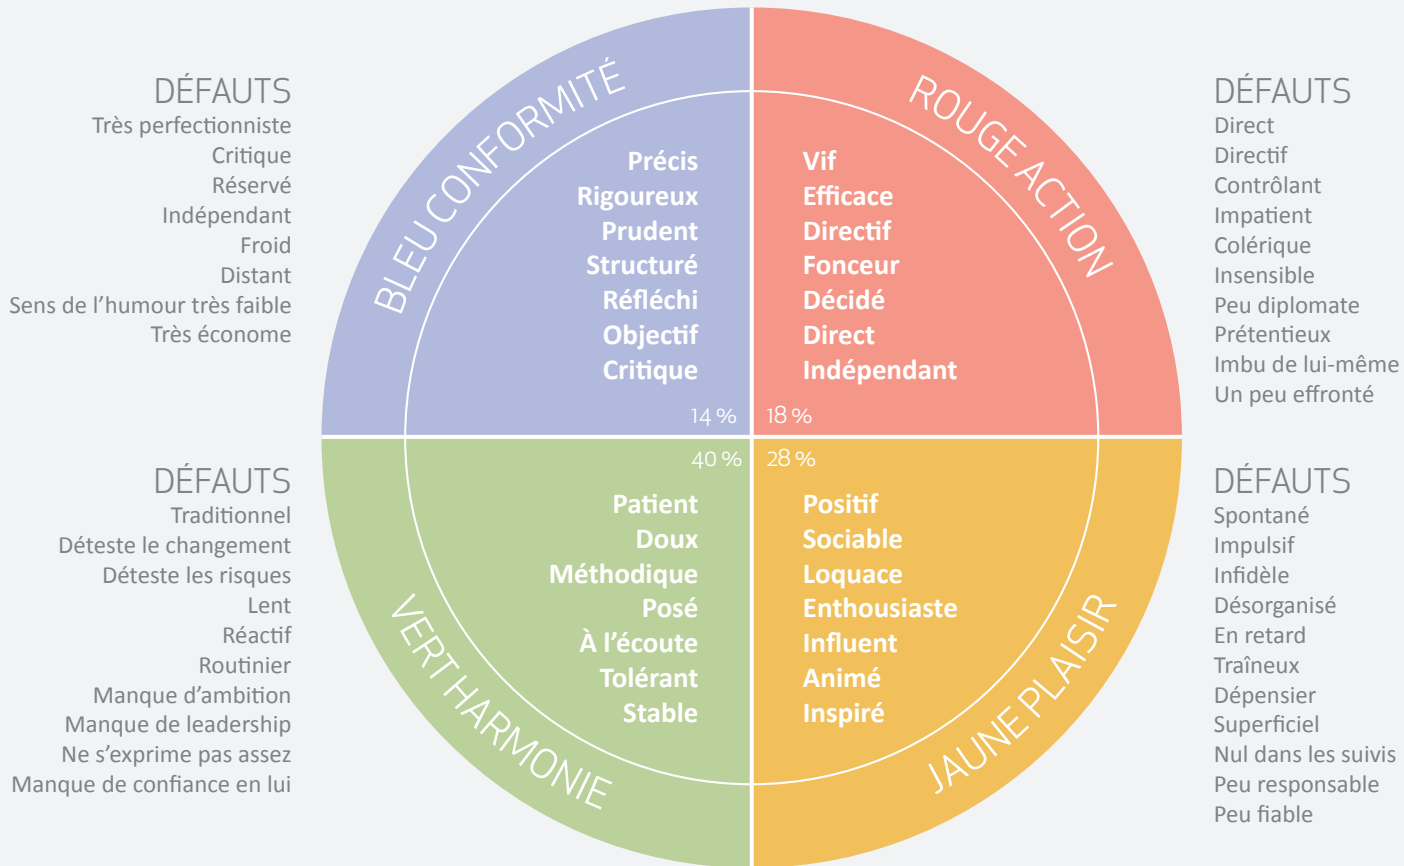 BLEU CONFORMITÉ
DÉFAUTS
Très perfectionniste
Critique
Réservé
Indépendant
Froid
Distant
Sens de l’humour très faible
Très économe
Précis
Rigoureux
Prudent
Structuré
Réfléchi
Objectif
Critique
14 %
ROUGE ACTION
Vif
Efficace
Directif
Fonceur
Décidé
Direct
Indépendant
18 %
DÉFAUTS
Direct
Directif
Contrôlant
Impatient
Colérique
Insensible
Peu diplomate
Prétentieux
Imbu de lui-même
Un peu effronté
VERT HARMONIE
DÉFAUTS
Traditionnel
Déteste le changement
Déteste les risques
Lent
Réactif
Routinier
Manque d'ambition
Manque de leadership
Ne s’exprime pas assez
Manque de confiance en lui
40 %
Patient
Doux
Méthodique
Posé
À l’écoute
Tolérant
Stable
JAUNE PLAISIR
28 %
Positif
Sociable
Loquace
Enthousiaste
Influent
Animé
Inspiré
DÉFAUTS
Spontané
Impulsif
Infidèle
Désorganisé
En retard
Traîneux
Dépensier
Superficiel
Nul dans les suivis
Peu responsable
Peu fiable